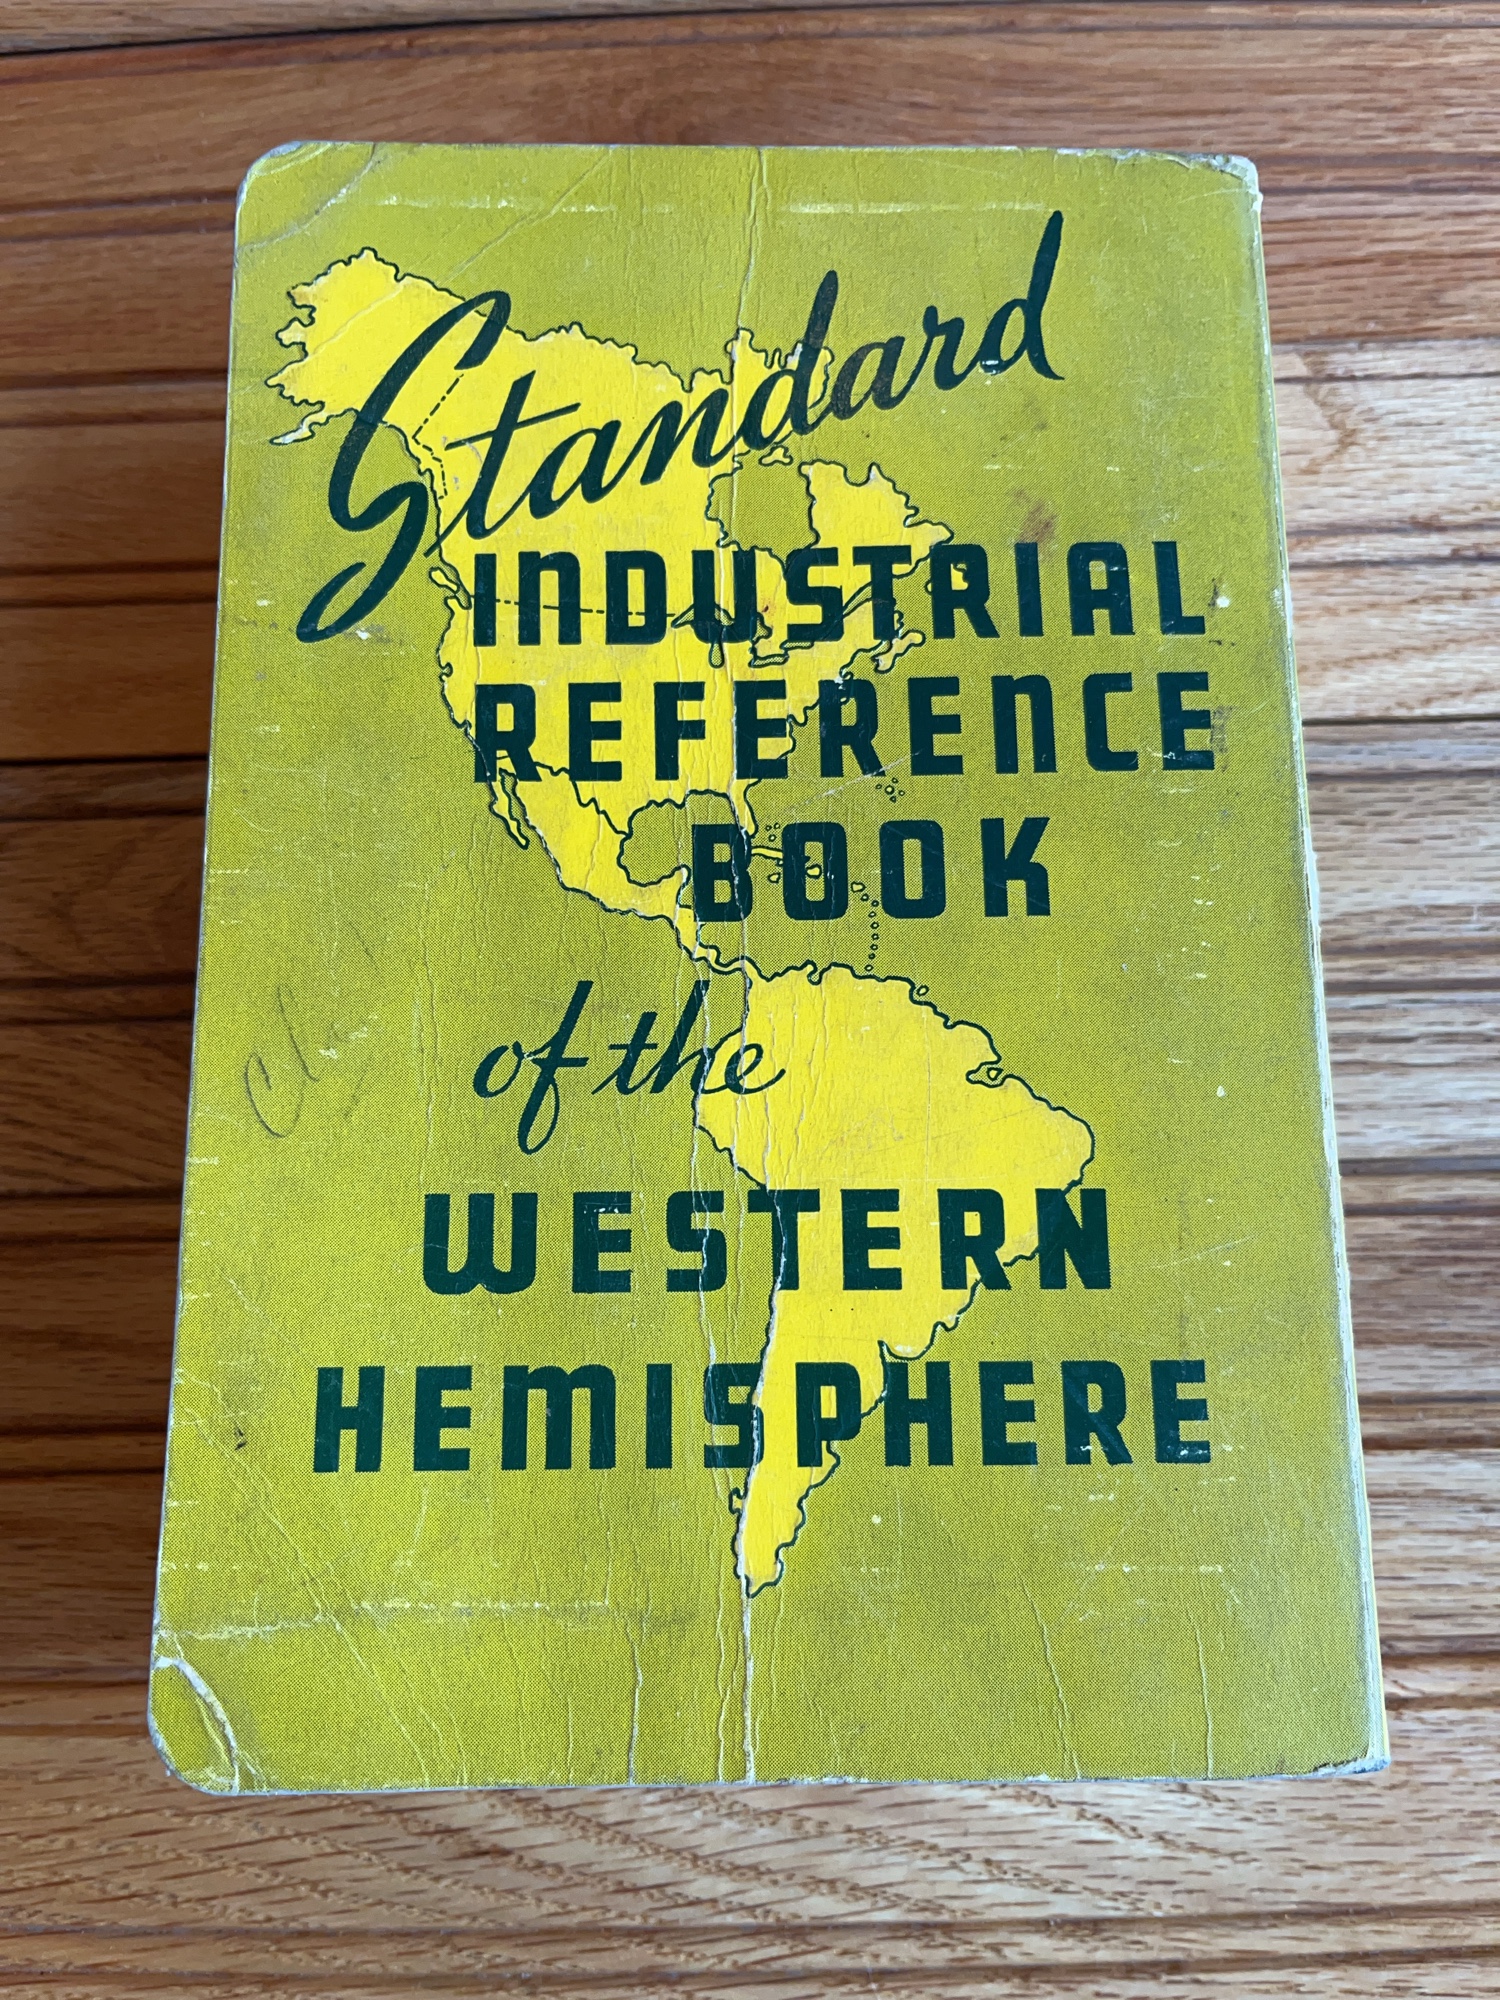 Standard
INDUSTRIAL
REFERENCE
BOOK
of the
WESTERN
HEMISPHERE